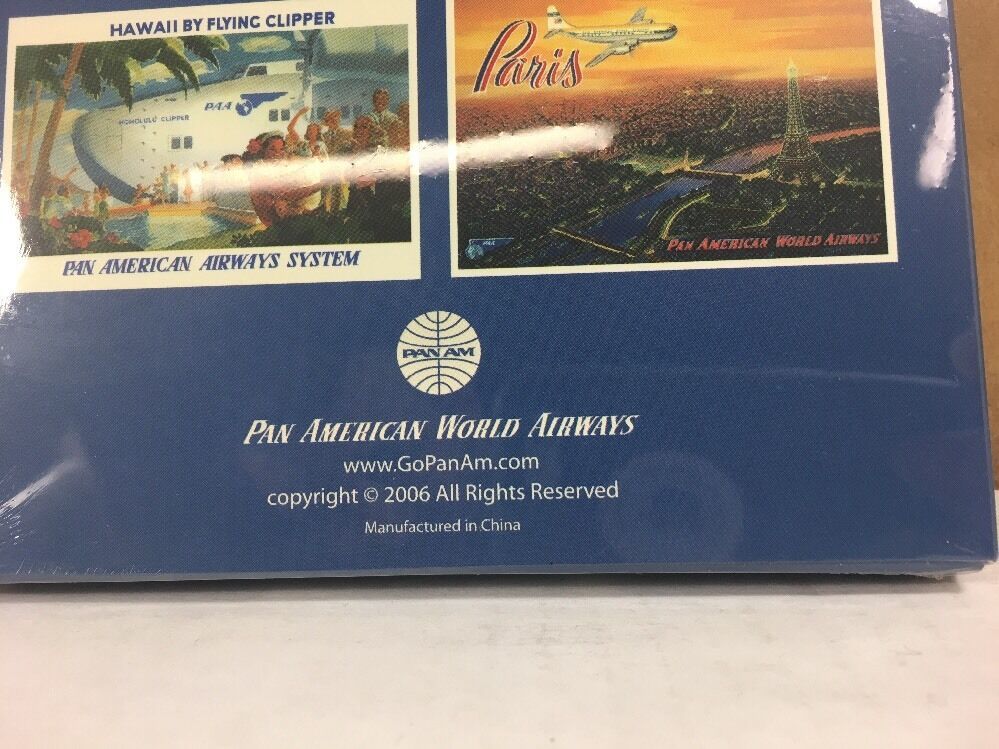 HAWAII BY FLYING CLIPPER
PAA
HONOLULU CLIPPER
PAN AMERICAN AIRWAYS SYSTEM
Paris
PAA
PAN AMERICAN WORLD AIRWAYS
PAN AM
PAN AMERICAN WORLD AIRWAYS
www.GoPanAm.com
copyright © 2006 All Rights Reserved
Manufactured in China